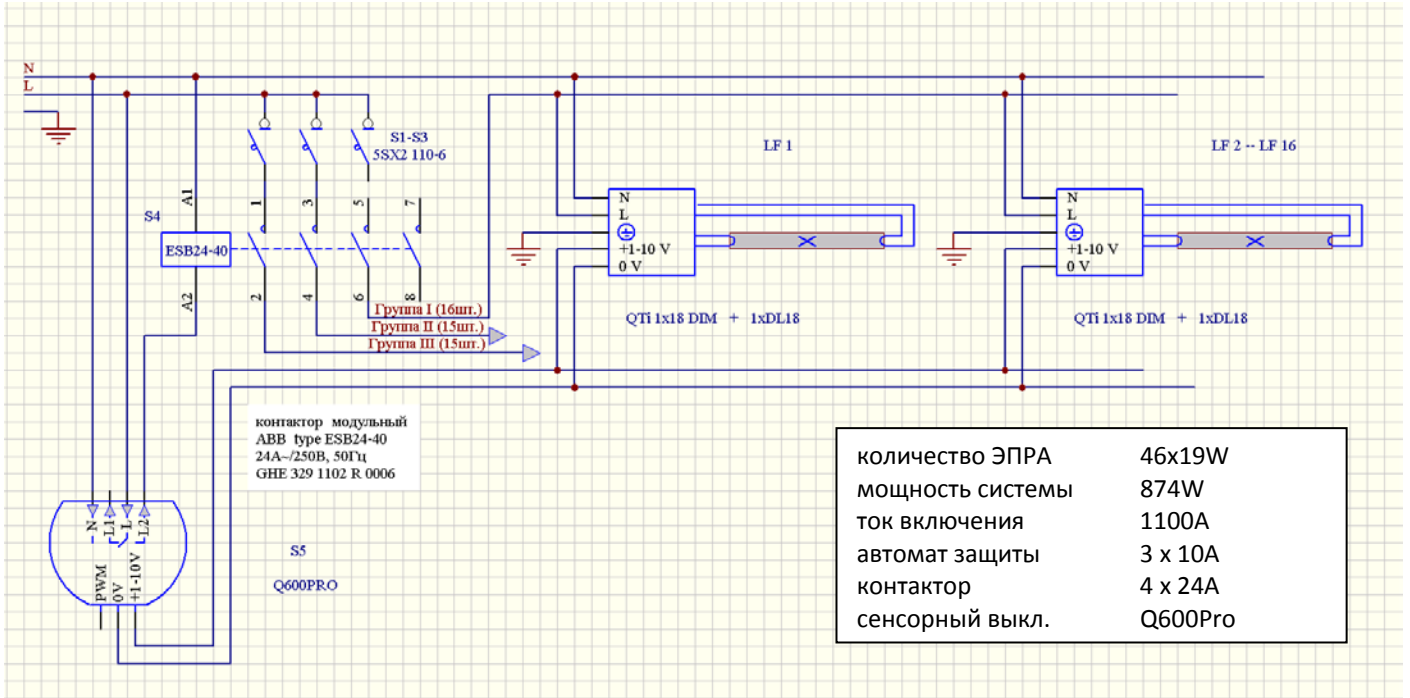 N
L
S1-S3
5SX2 110-6
LF 1
LF 2 -- LF 16
A1
1
3
5
7
S4
ESB24-40
A2
2
4
6
8
N
L
+1-10 V
0 V
N
L
+1-10 V
0 V
Группа I (16шт.)
Группа II (15шт.)
Группа III (15шт.)
QTi 1x18 DIM + 1xDL18
QTi 1x18 DIM + 1xDL18
контактор модульный
ABB type ESB24-40
24A~/250В, 50Гц
GHE 329 1102 R 0006
N
L1
L
L2
S5
Q600PRO
PWM
0V
+1-10V
количество ЭПРА 46x19W
мощность системы 874W
ток включения 1100A
автомат защиты 3 x 10A
контактор 4 x 24A
сенсорный выкл. Q600Pro